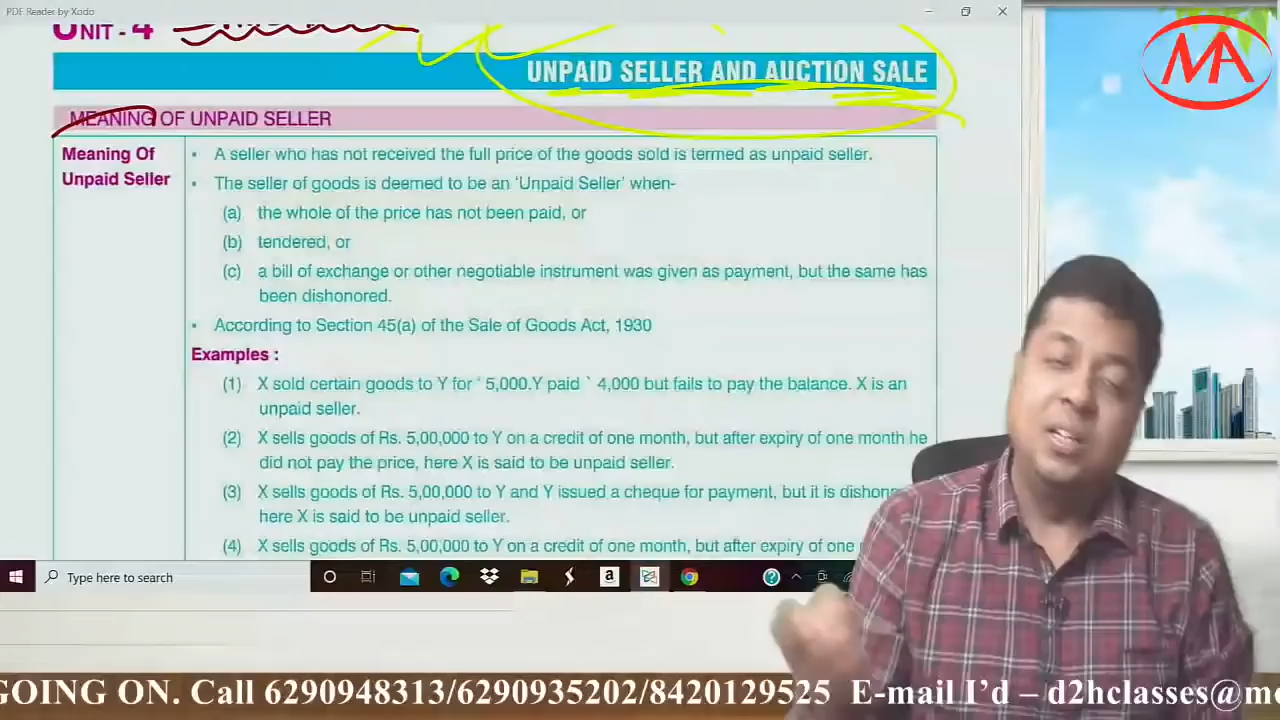 PDF Reader by Xodo
UNIT - 4
UNPAID SELLER AND AUCTION SALE
MEANING OF UNPAID SELLER
Meaning Of
Unpaid Seller
• A seller who has not received the full price of the goods sold is termed as unpaid seller.
• The seller of goods is deemed to be an ‘Unpaid Seller’ when-
(a) the whole of the price has not been paid, or
(b) tendered, or
(c) a bill of exchange or other negotiable instrument was given as payment, but the same has
been dishonored.
• According to Section 45(a) of the Sale of Goods Act, 1930
Examples :
(1) X sold certain goods to Y for ‘ 5,000.Y paid ` 4,000 but fails to pay the balance. X is an
unpaid seller.
(2) X sells goods of Rs. 5,00,000 to Y on a credit of one month, but after expiry of one month he
did not pay the price, here X is said to be unpaid seller.
(3) X sells goods of Rs. 5,00,000 to Y and Y issued a cheque for payment, but it is dishon
here X is said to be unpaid seller.
(4) X sells goods of Rs. 5,00,000 to Y on a credit of one month, but after expiry of one
MA
Type here to search
GOING ON. Call 6290948313/6290935202/8420129525 E-mail I’d – d2hclasses@m